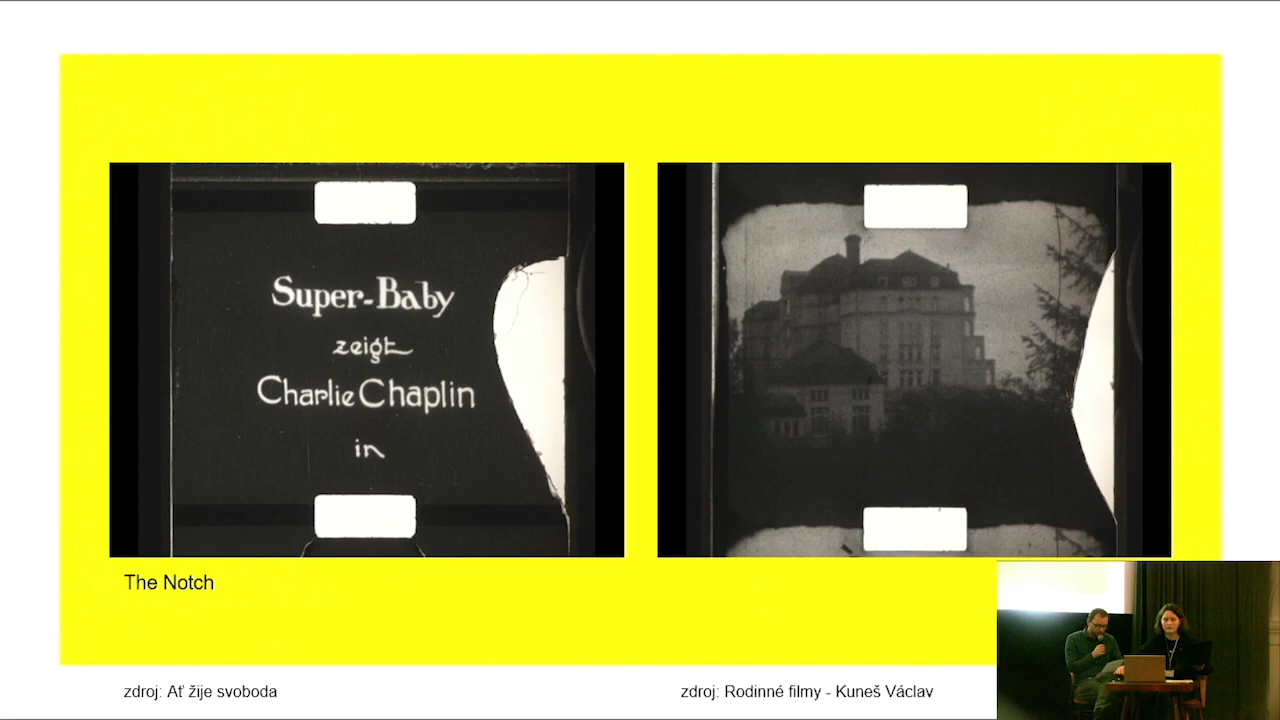 Super-Baby
zeigt
Charlie Chaplin
in
The Notch
zdroj: Ať žije svoboda
zdroj: Rodinné filmy - Kuneš Václav